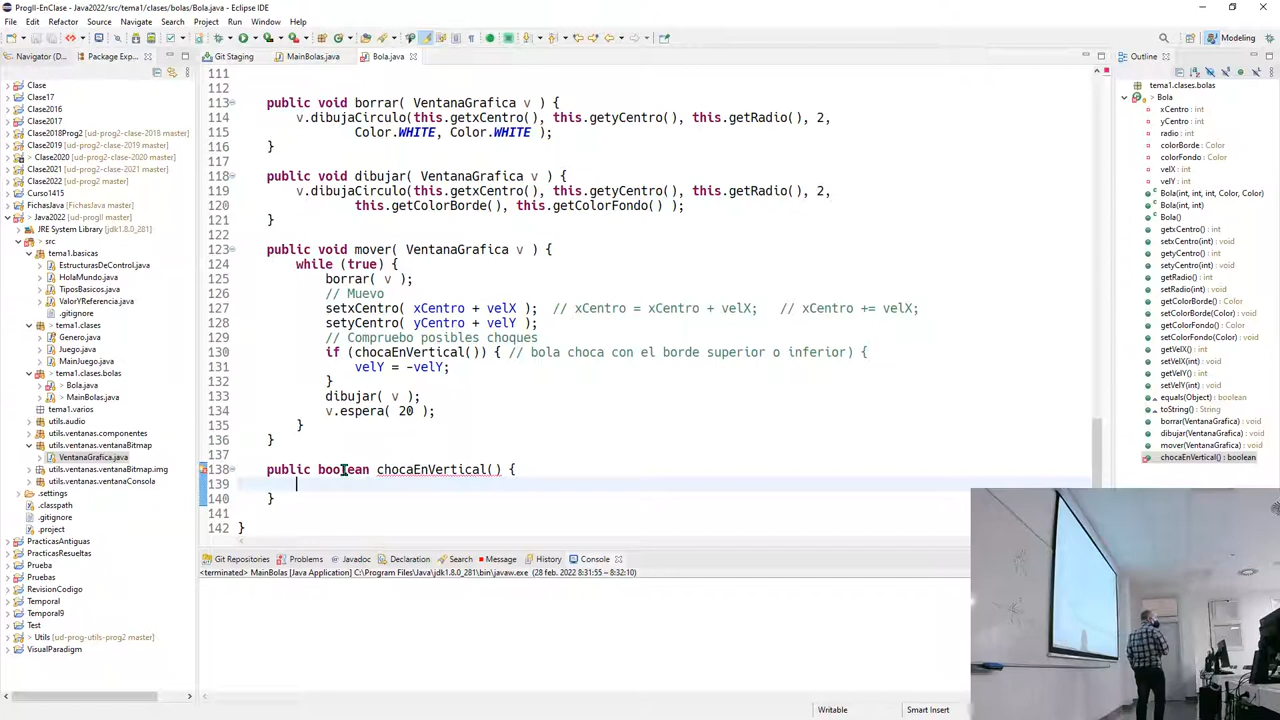 ProgII-EnClase - Java2022/src/tema1/clases/bolas/Bola.java - Eclipse IDE
File Edit Refactor Source Navigate Search Project Run Window Help
Modeling
Navigator (D... Package Exp...
Git Staging MainBolas.java Bola.java
Outline
Clase
Clase17
Clase2016
Clase2017
Clase2018Prog2 [ud-prog2-clase-2018 master]
Clase2019 [ud-prog2-clase-2019 master]
> Clase2020 [ud-prog2-clase-2020 master]
Clase2021 [ud-prog2-clase-2021 master]
Clase2022 [ud-prog2 master]
Curso1415
FichasJava [FichasJava master]
Java2022 [ud-progII master]
JRE System Library [jdk1.8.0_281]
src
tema1.basicas
EstructurasDeControl.java
HolaMundo.java
TiposBasicos.java
ValorYReferencia.java
.gitignore
tema1.clases
Genero.java
Juego.java
MainJuego.java
tema1.clases.bolas
Bola.java
MainBolas.java
tema1.varios
utils.audio
utils.ventanas.componentes
utils.ventanas.ventanaBitmap
VentanaGrafica.java
utils.ventanas.ventanaBitmap.img
utils.ventanas.ventanaConsola
.settings
.classpath
.gitignore
.project
PracticasAntiguas
PracticasResueltas
Prueba
Pruebas
RevisionCodigo
Temporal
Temporal9
Test
> Utils [ud-prog-utils-prog2 master]
VisualParadigm
111
112
113 public void borrar( VentanaGrafica v ) {
114 v.dibujaCirculo(this.getxCentro(), this.getyCentro(), this.getRadio(), 2,
115 Color.WHITE, Color.WHITE );
116 }
117
118 public void dibujar( VentanaGrafica v ) {
119 v.dibujaCirculo(this.getxCentro(), this.getyCentro(), this.getRadio(), 2,
120 this.getColorBorde(), this.getColorFondo() );
121 }
122
123 public void mover( VentanaGrafica v ) {
124 while (true) {
125 borrar( v );
126 // Muevo
127 setxCentro( xCentro + velX ); // xCentro = xCentro + velX; // xCentro += velX;
128 setyCentro( yCentro + velY );
129 // Compruebo posibles choques
130 if (chocaEnVertical()) { // bola choca con el borde superior o inferior) {
131 velY = -velY;
132 }
133 dibujar( v );
134 v.espera( 20 );
135 }
136 }
137
138 public boolean chocaEnVertical() {
139
140 }
141
142 }
tema1.clases.bolas
Bola
xCentro : int
yCentro : int
radio : int
colorBorde : Color
colorFondo : Color
velX : int
velY : int
Bola(int, int, int, Color, Color)
Bola(int, int)
Bola()
getxCentro() : int
setxCentro(int) : void
getyCentro() : int
setyCentro(int) : void
getRadio() : int
setRadio(int) : void
getColorBorde() : Color
setColorBorde(Color) : void
getColorFondo() : Color
setColorFondo(Color) : void
getVelX() : int
setVelX(int) : void
getVelY() : int
setVelY(int) : void
equals(Object) : boolean
toString() : String
borrar(VentanaGrafica) : void
dibujar(VentanaGrafica) : void
mover(VentanaGrafica) : void
chocaEnVertical() : boolean
Git Repositories Problems Javadoc Declaration Search Message History Console
<terminated> MainBolas [Java Application] C:\Program Files\Java\jdk1.8.0_281\bin\javaw.exe (28 feb. 2022 8:31:55 – 8:32:10)
Writable Smart Insert